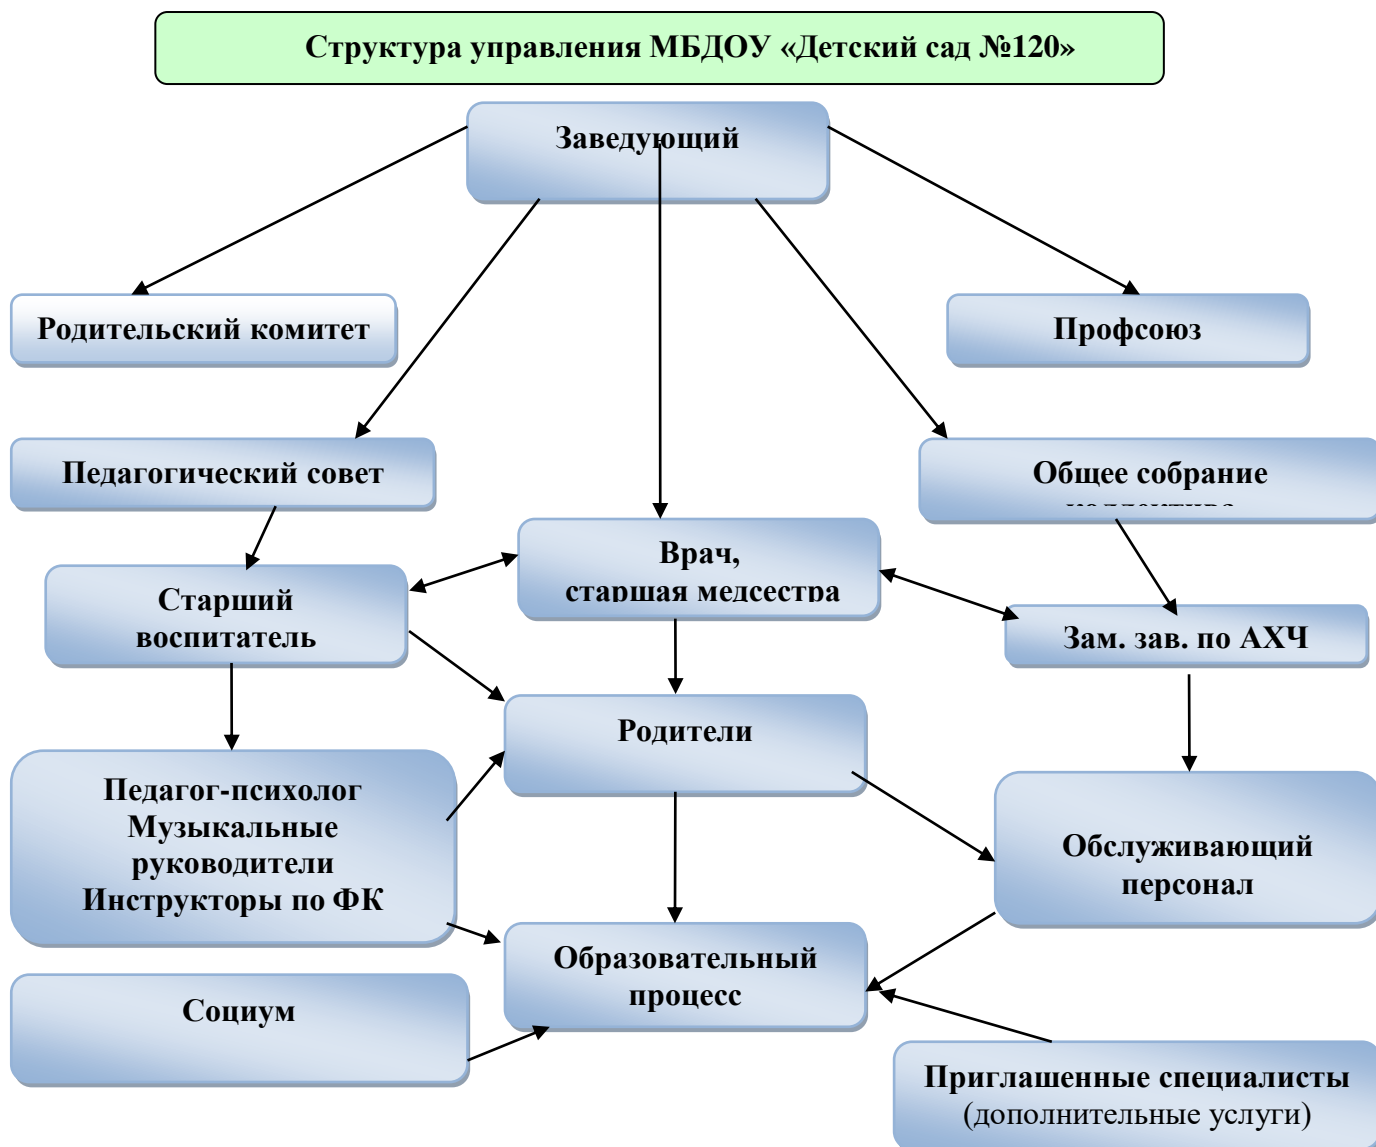 Структура управления МБДОУ «Детский сад №120»
Заведующий
Родительский комитет
Профсоюз
Педагогический совет
Общее собрание
Врач,
старшая медсестра
Старший
воспитатель
Зам. зав. по АХЧ
Родители
Педагог-психолог
Музыкальные
руководители
Инструкторы по ФК
Обслуживающий
персонал
Образовательный
процесс
Социум
Приглашенные специалисты
(дополнительные услуги)